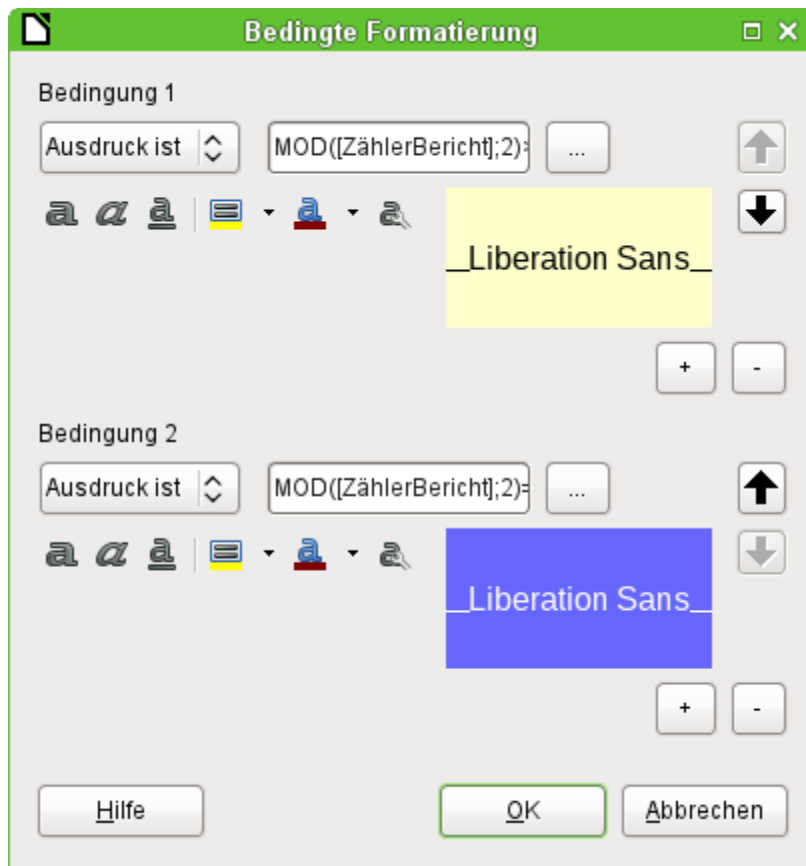 Bedingte Formatierung
Bedingung 1
Ausdruck ist MOD([ZählerBericht];2)> ...
Liberation Sans
+ -
Bedingung 2
Ausdruck ist MOD([ZählerBericht];2)= ...
Liberation Sans
+ -
Hilfe OK Abbrechen